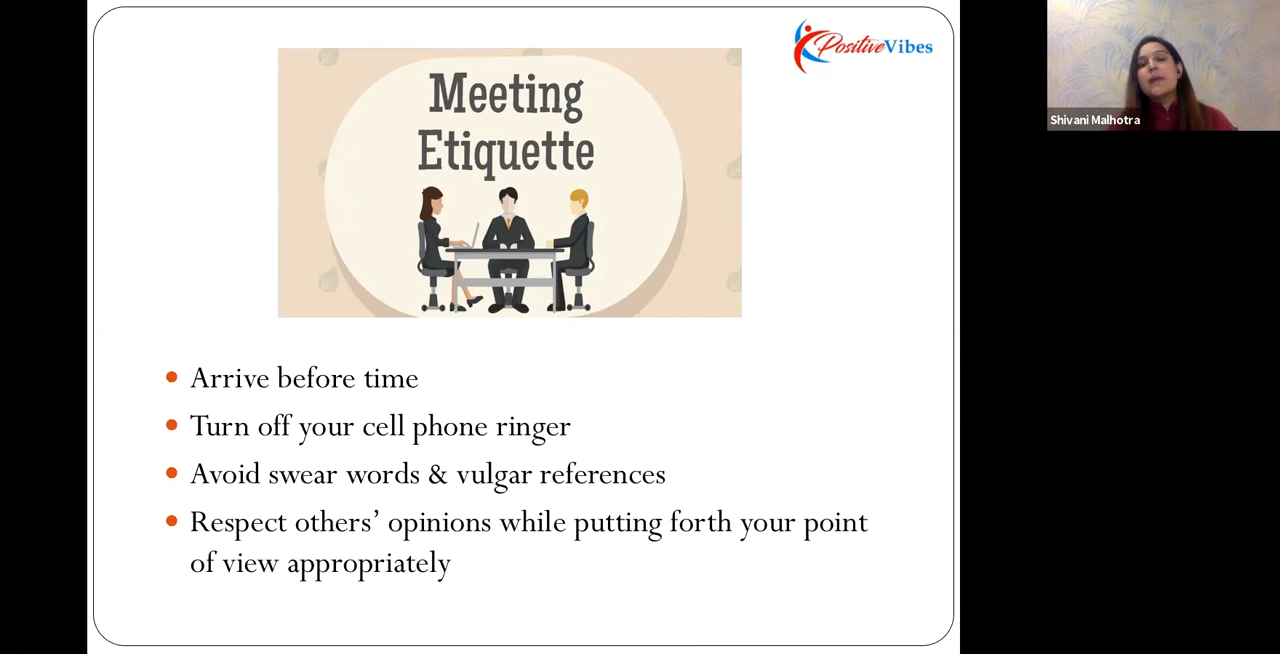 PositiveVibes
Meeting
Etiquette
Shivani Malhotra
Arrive before time
Turn off your cell phone ringer
Avoid swear words & vulgar references
Respect others’ opinions while putting forth your point
of view appropriately